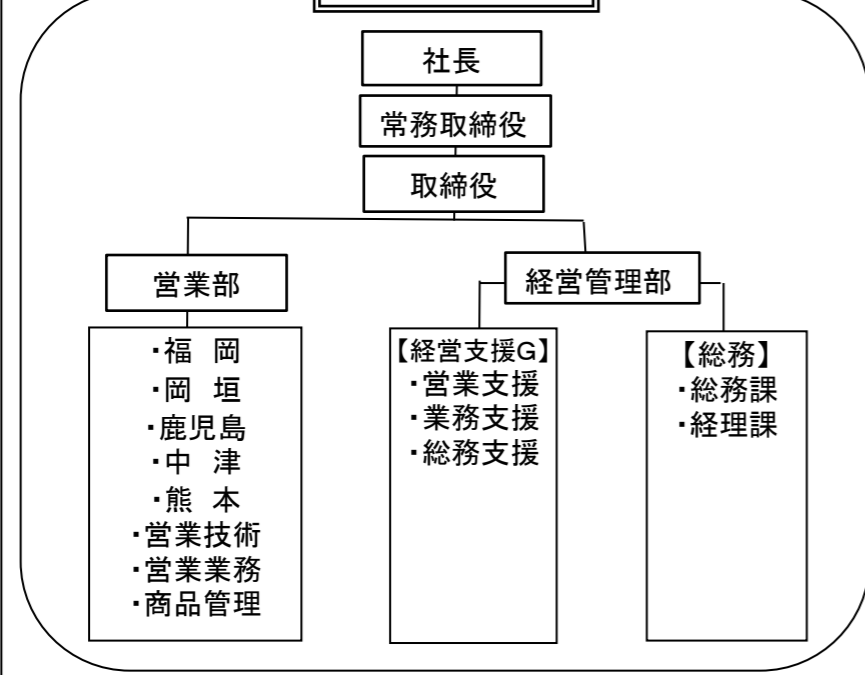 社長
常務取締役
取締役
営業部
経営管理部
・福　岡
・岡　垣
・鹿児島
・中　津
・熊　本
・営業技術
・営業業務
・商品管理
【経営支援G】
・営業支援
・業務支援
・総務支援
【総務】
・総務課
・経理課